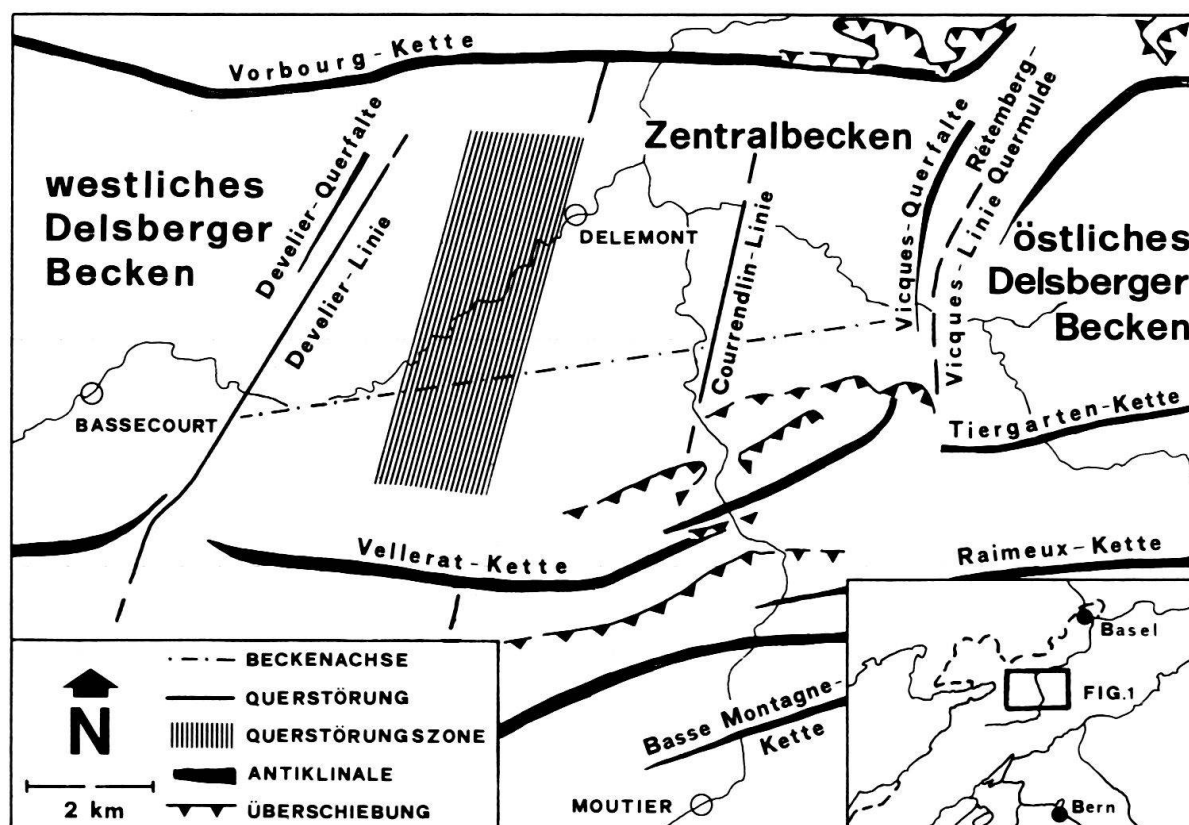 Vorbourg-Kette
westliches
Delsberger
Becken
Develier-Querfalte
Develier-Linie
Zentralbecken
DELEMONT
Courrendlin-Linie
Vicques-Querfalte
Vicques-Linie
Rétemberg-
Quermulde
östliches
Delsberger
Becken
BASSECOURT
Tiergarten-Kette
Vellerat-Kette
Raimeux-Kette
Basse Montagne-
Kette
MOUTIER
N
2 km
BECKENACHSE
QUERSTÖRUNG
QUERSTÖRUNGSZONE
ANTIKLINALE
ÜBERSCHIEBUNG
Basel
FIG.1
Bern